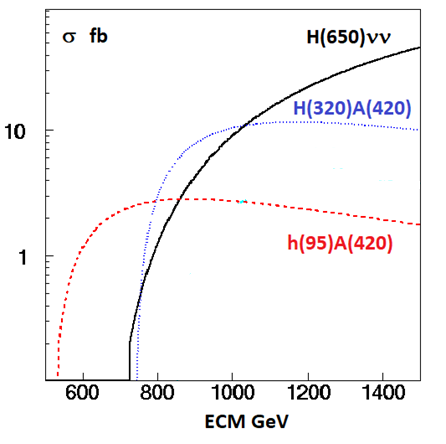 σ fb
H(650)νν
H(320)A(420)
10
1
h(95)A(420)
600 800 1000 1200 1400
ECM GeV